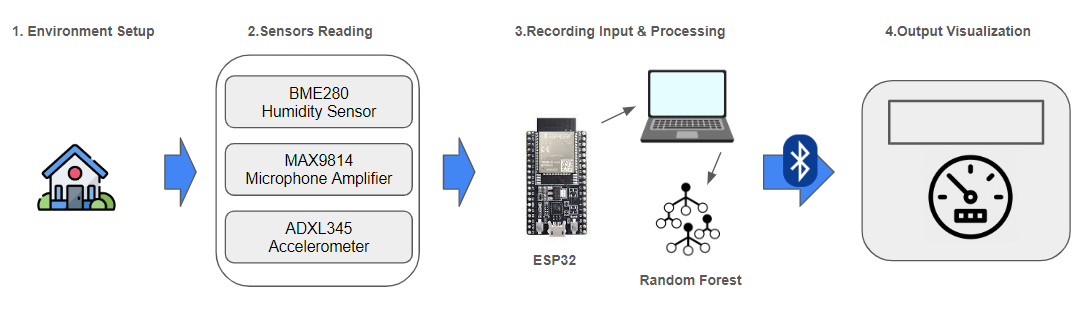 1. Environment Setup
2.Sensors Reading
3.Recording Input & Processing
4.Output Visualization
BME280
Humidity Sensor
MAX9814
Microphone Amplifier
ADXL345
Accelerometer
ESP32
Random Forest